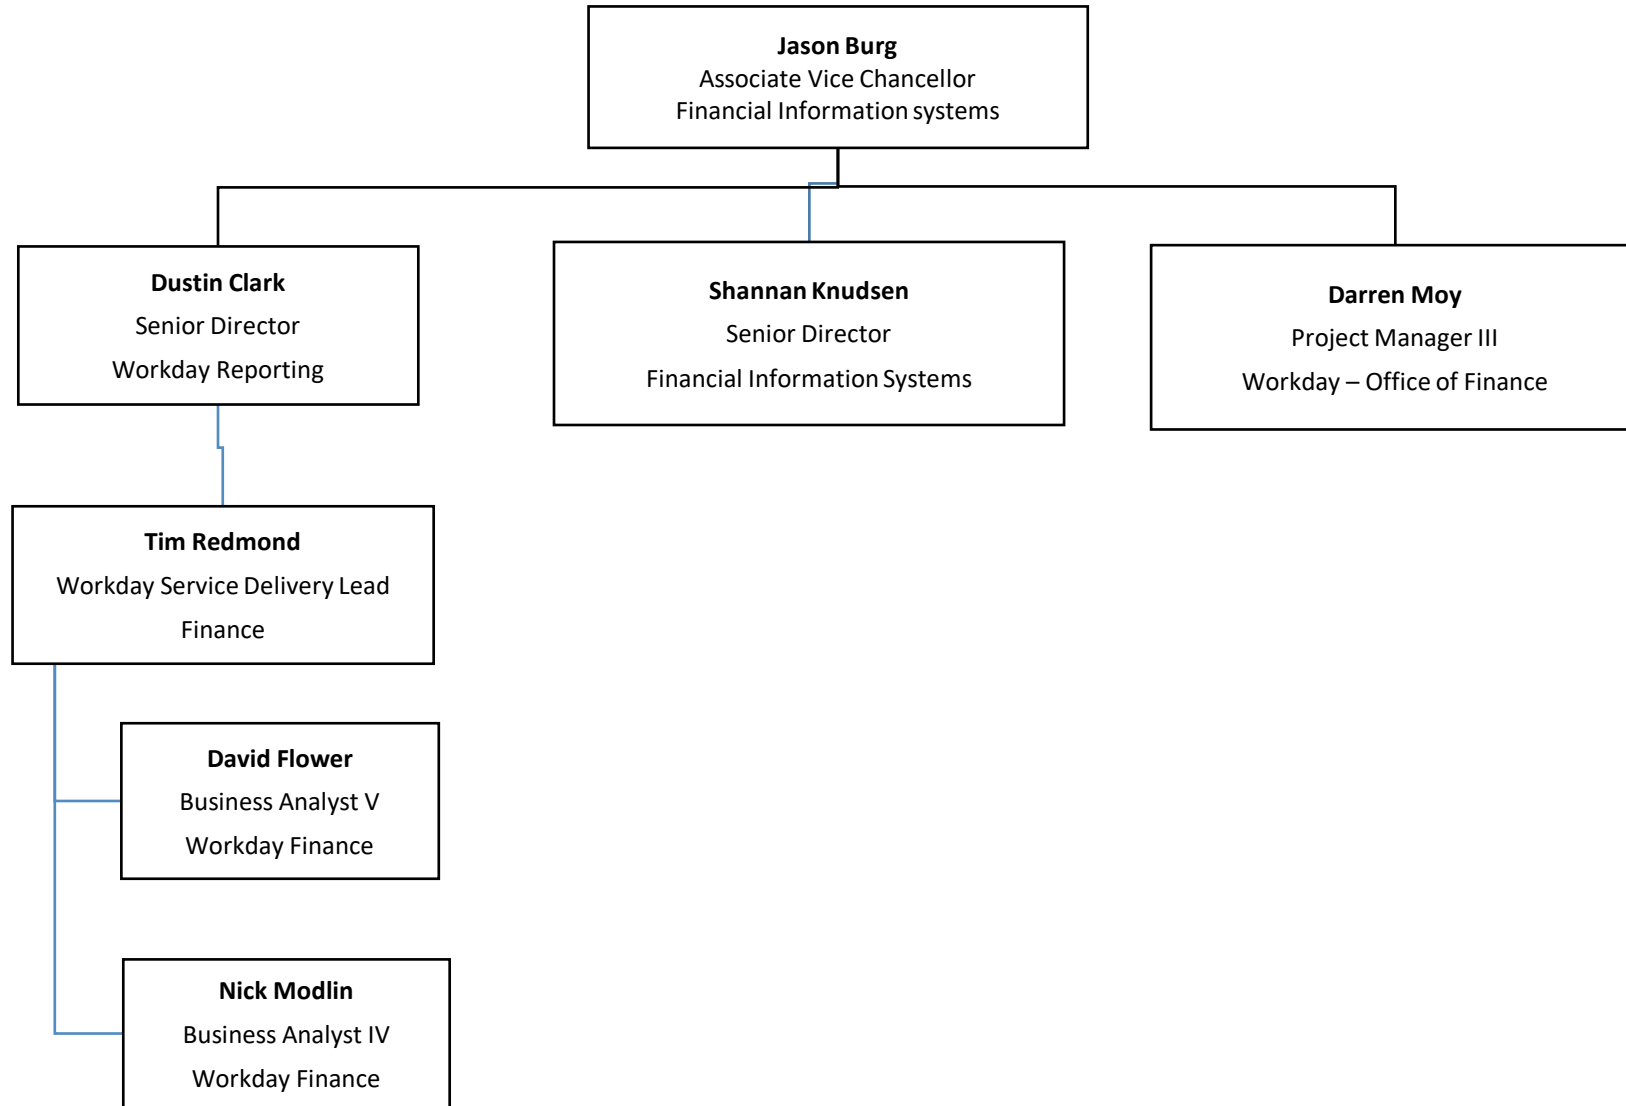 Jason Burg
Associate Vice Chancellor
Financial Information systems
Dustin Clark
Senior Director
Workday Reporting
Shannan Knudsen
Senior Director
Financial Information Systems
Darren Moy
Project Manager III
Workday – Office of Finance
Tim Redmond
Workday Service Delivery Lead
Finance
David Flower
Business Analyst V
Workday Finance
Nick Modlin
Business Analyst IV
Workday Finance